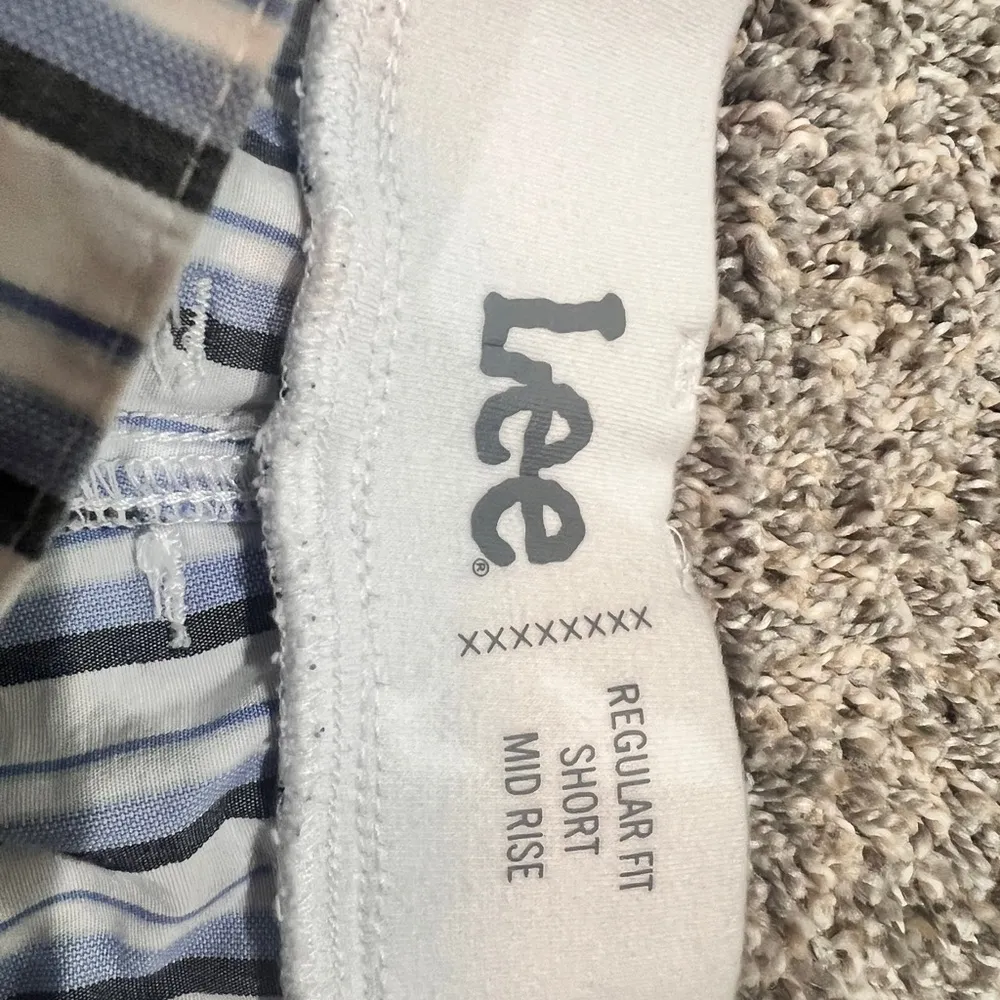 Lee®
XXXXXXXX
REGULAR FIT
SHORT
MID RISE